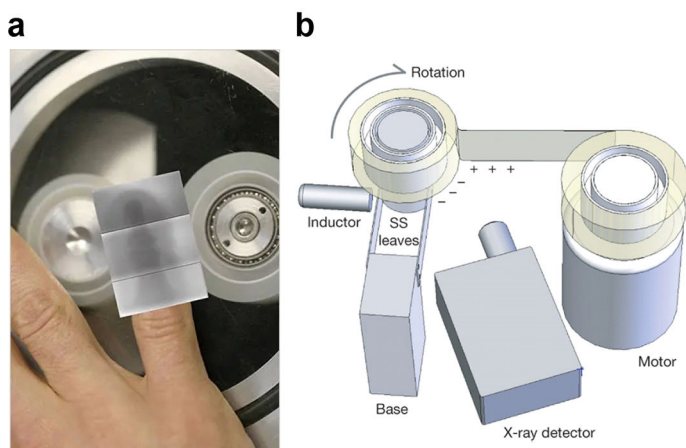 a
b
Rotation
+ + +
− − −
Inductor
SS
leaves
Base
Motor
X-ray detector